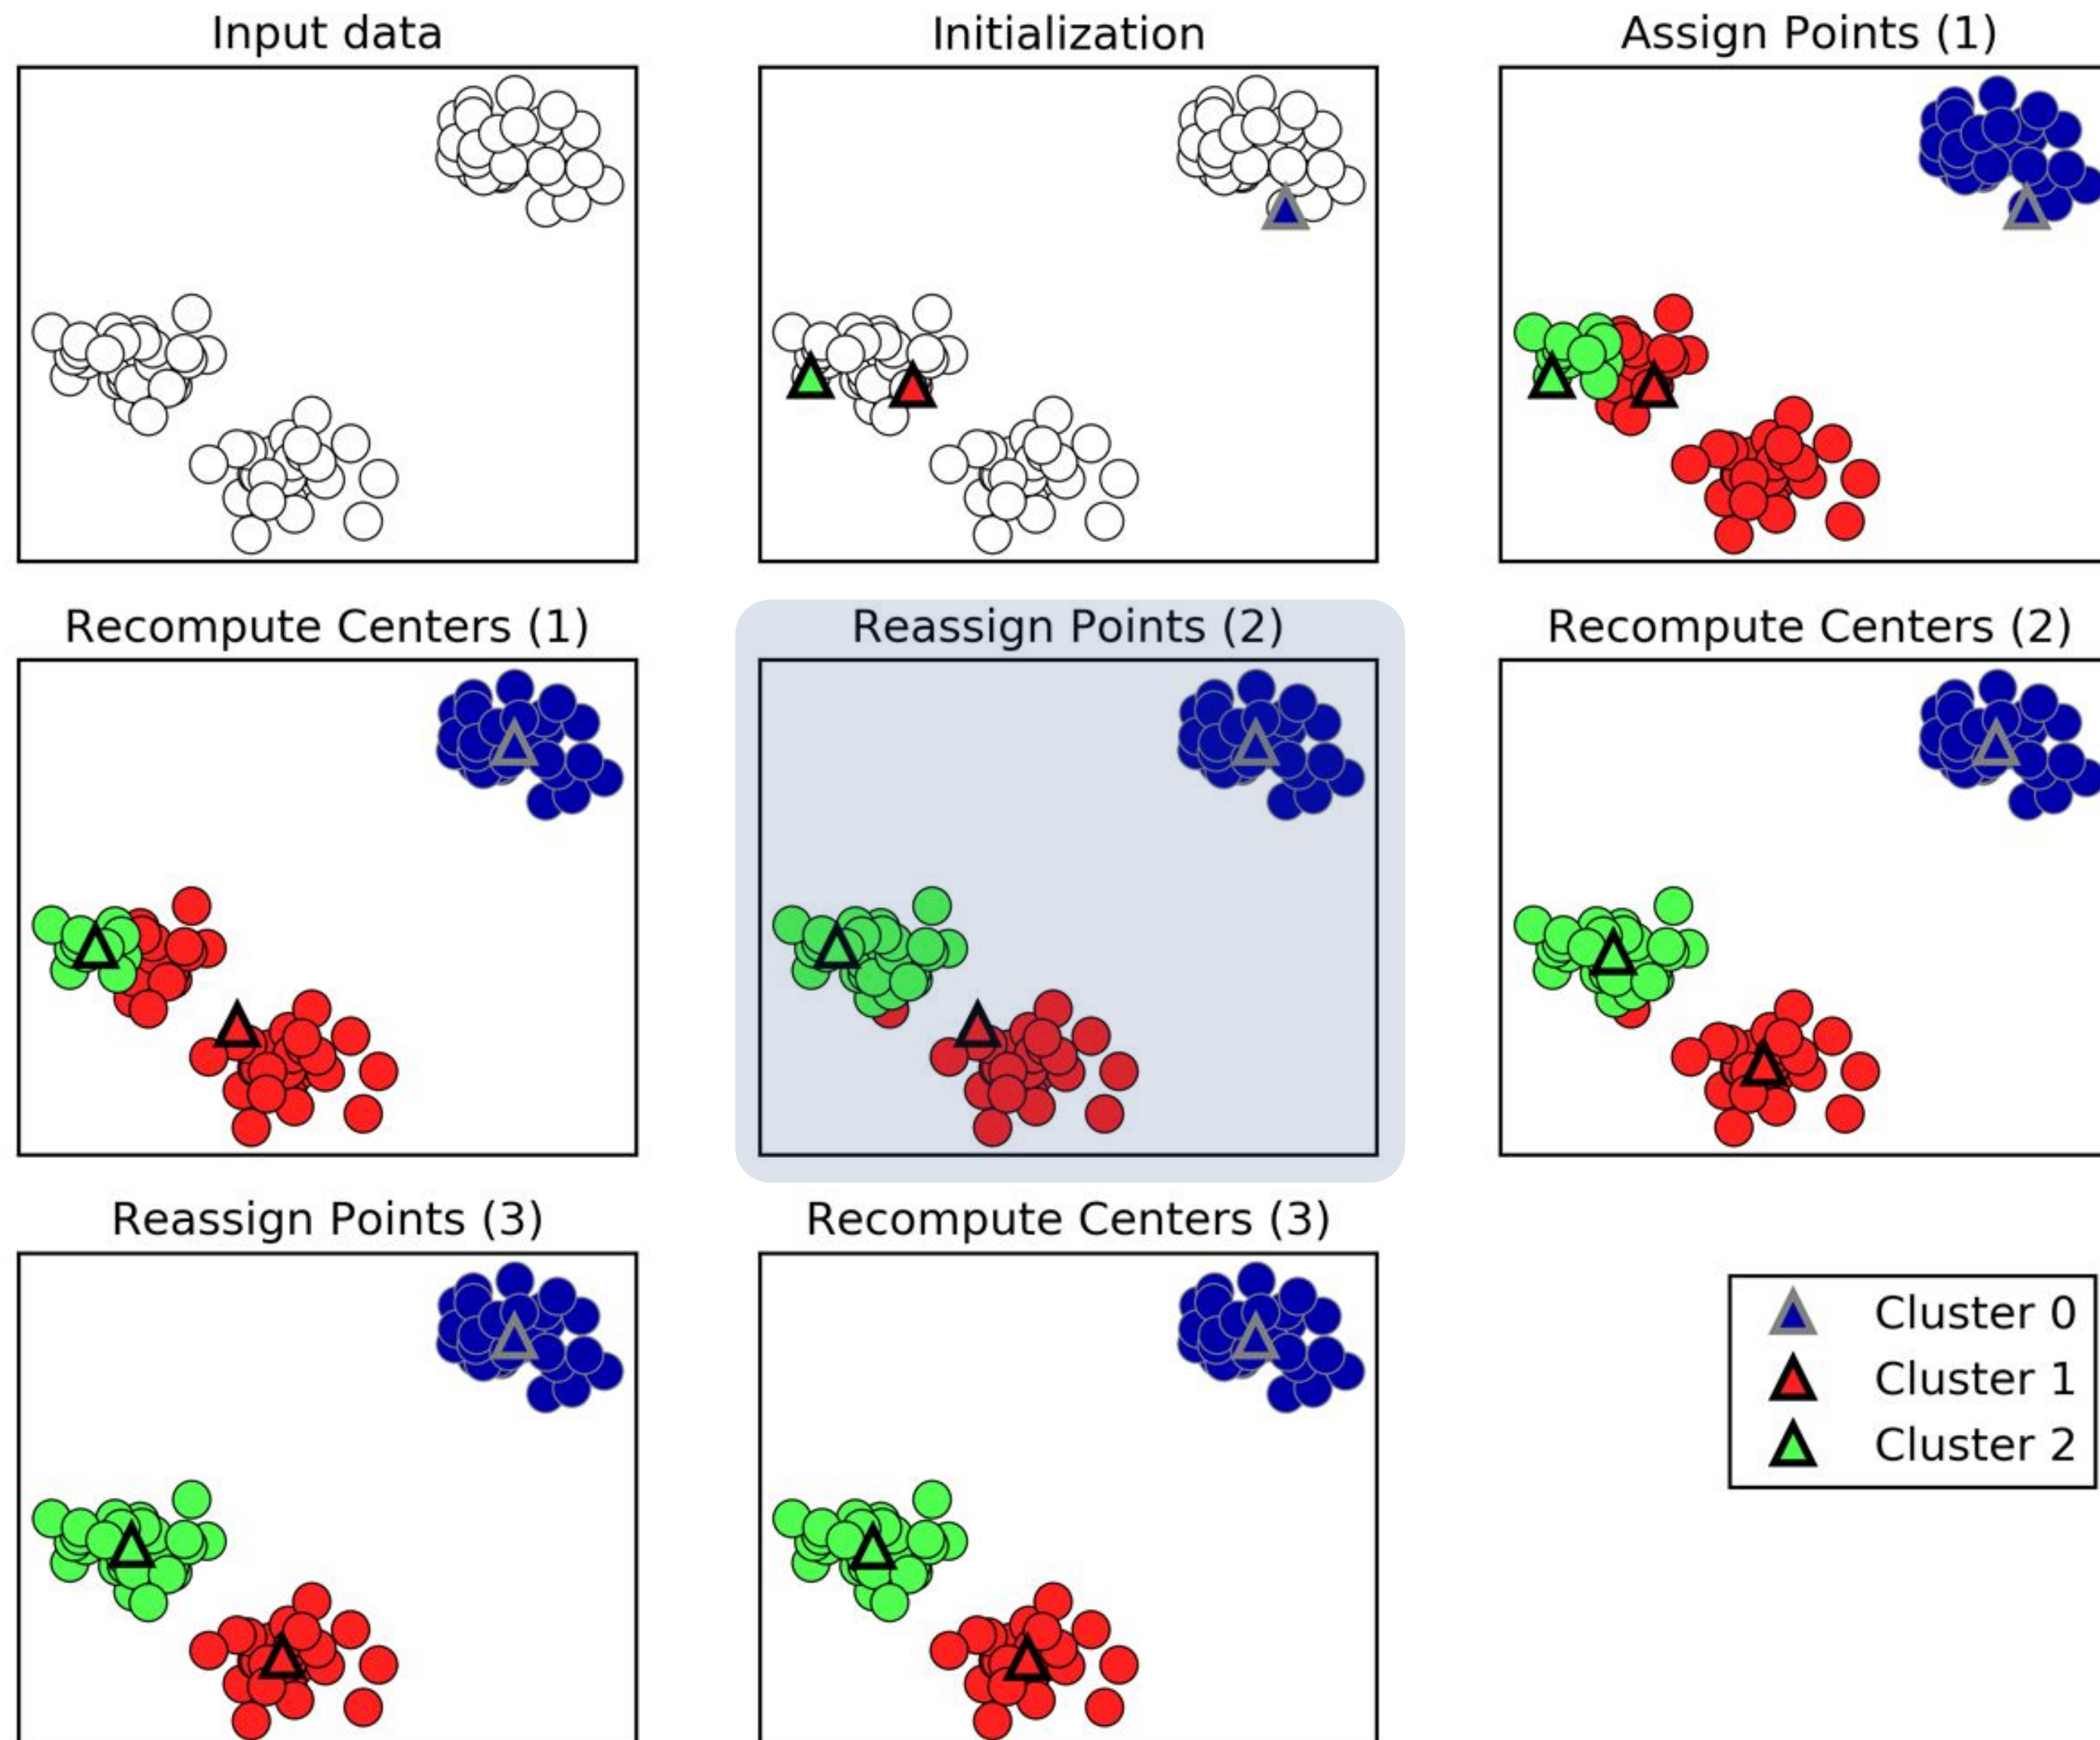 Input data
Initialization
Assign Points (1)
Recompute Centers (1)
Reassign Points (2)
Recompute Centers (2)
Reassign Points (3)
Recompute Centers (3)
Cluster 0
Cluster 1
Cluster 2